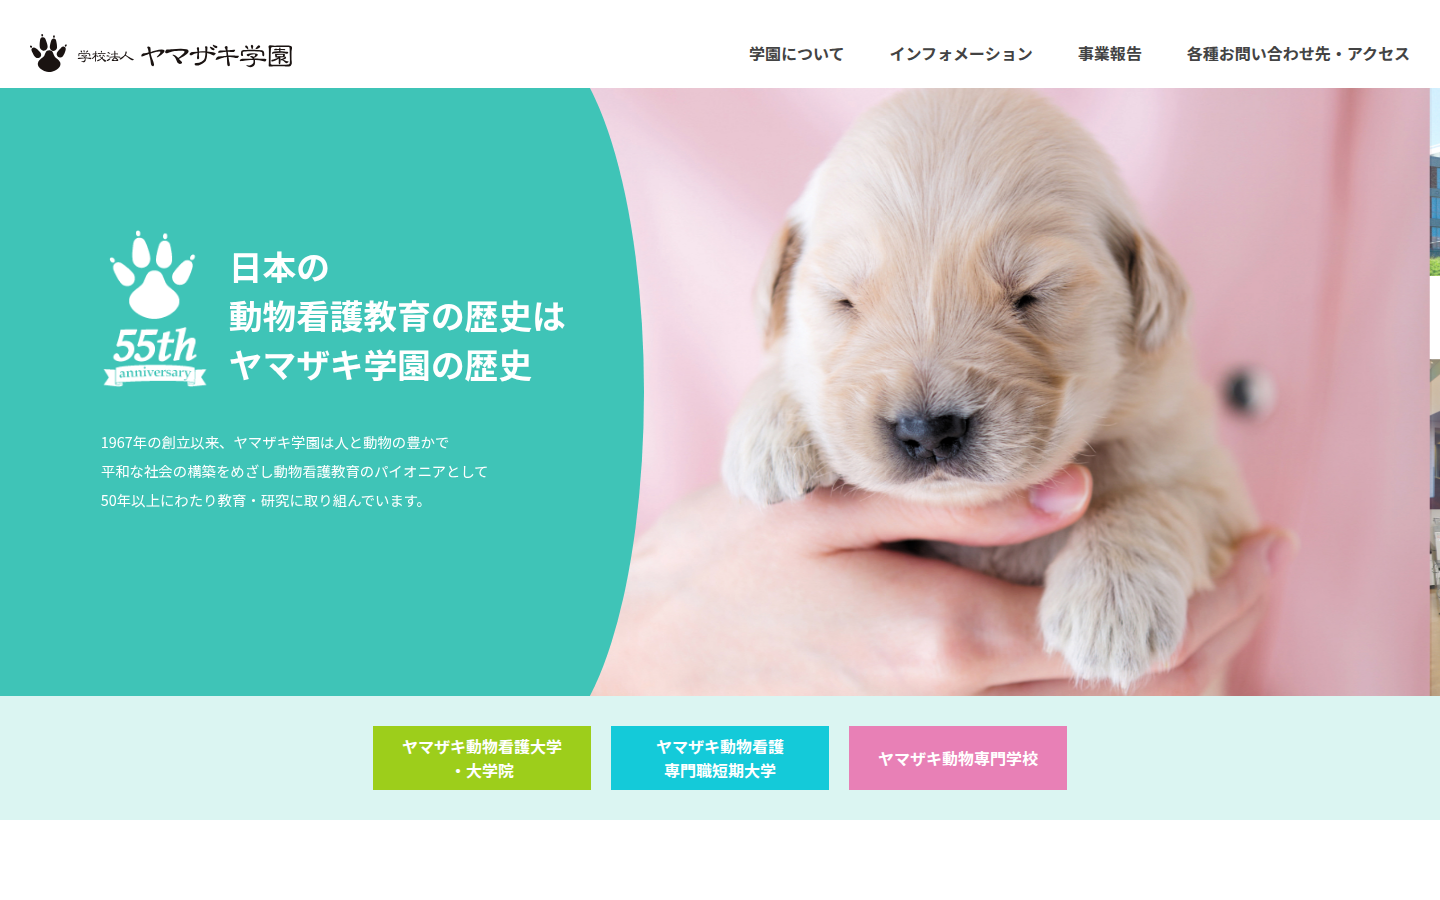 学校法人 ヤマザキ学園
学園について
インフォメーション
事業報告
各種お問い合わせ先・アクセス
日本の
動物看護教育の歴史は
ヤマザキ学園の歴史
55th
anniversary
1967年の創立以来、ヤマザキ学園は人と動物の豊かで
平和な社会の構築をめざし動物看護教育のパイオニアとして
50年以上にわたり教育・研究に取り組んでいます。
ヤマザキ動物看護大学
・大学院
ヤマザキ動物看護
専門職短期大学
ヤマザキ動物専門学校